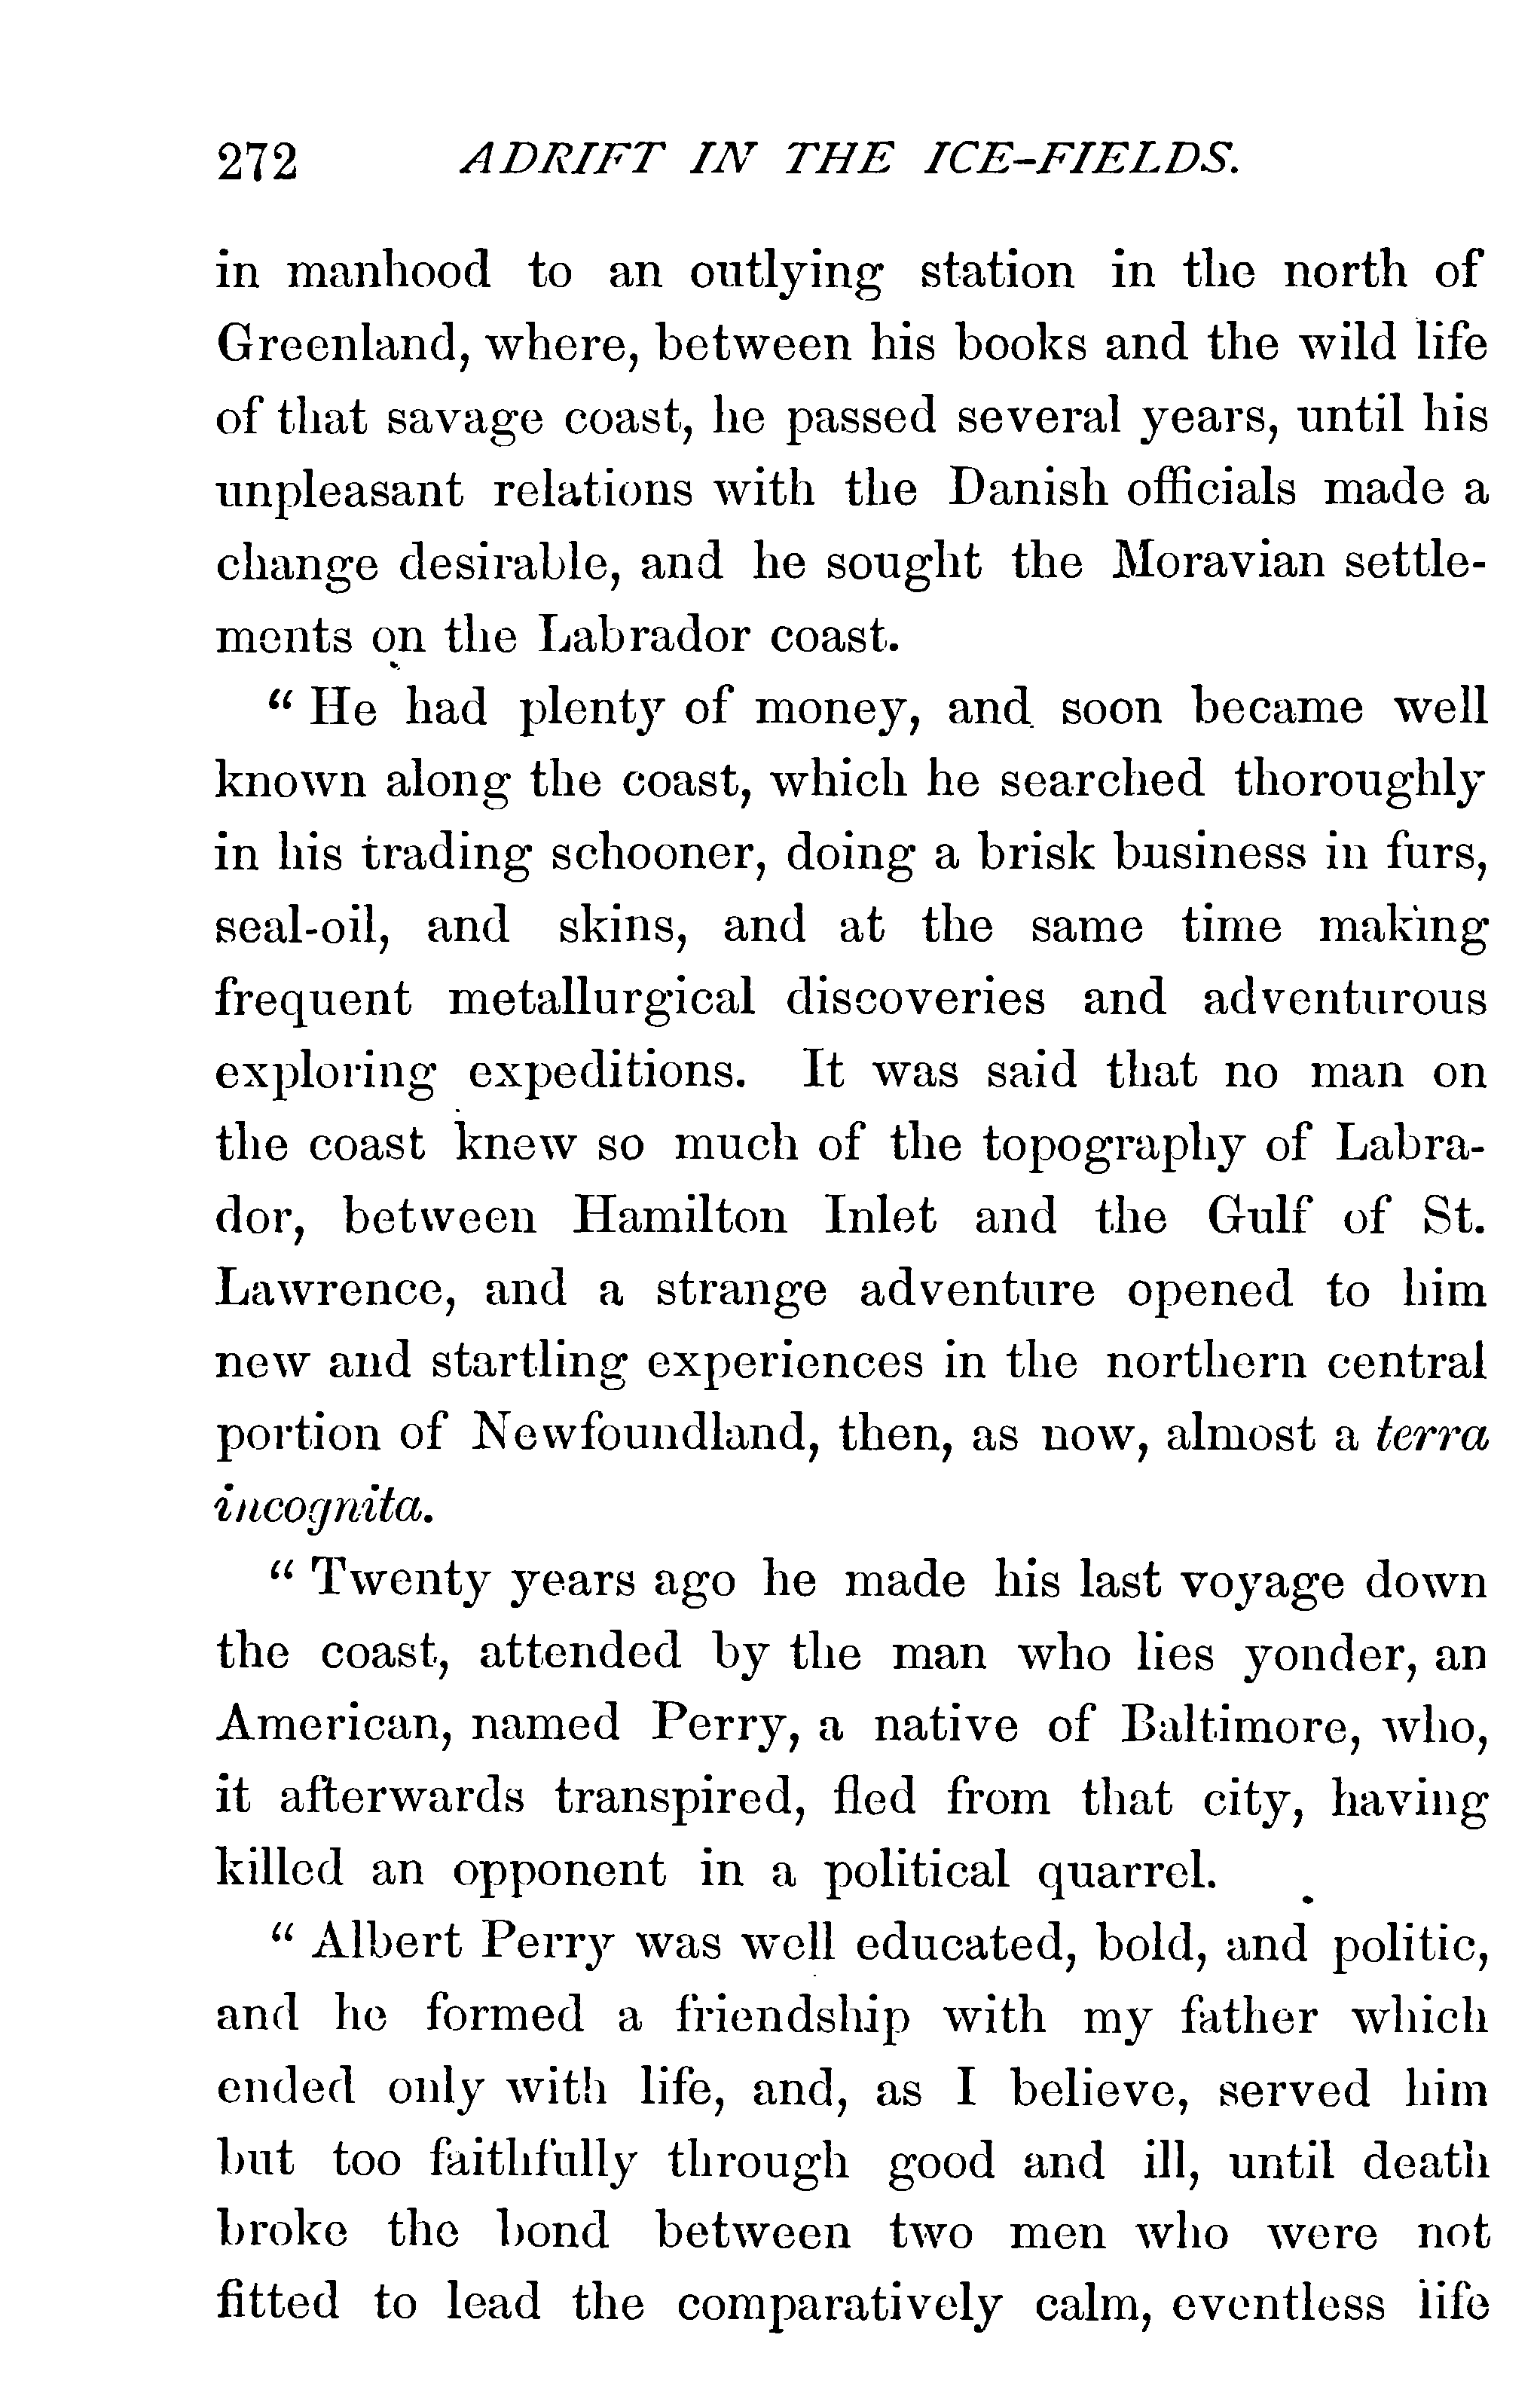 272 ADRIFT IN THE ICE-FIELDS.
in manhood to an outlying station in the north of
Greenland, where, between his books and the wild life
of that savage coast, he passed several years, until his
unpleasant relations with the Danish officials made a
change desirable, and he sought the Moravian settle-
ments on the Labrador coast.
“ He had plenty of money, and soon became well
known along the coast, which he searched thoroughly
in his trading schooner, doing a brisk business in furs,
seal-oil, and skins, and at the same time making
frequent metallurgical discoveries and adventurous
exploring expeditions. It was said that no man on
the coast knew so much of the topography of Labra-
dor, between Hamilton Inlet and the Gulf of St.
Lawrence, and a strange adventure opened to him
new and startling experiences in the northern central
portion of Newfoundland, then, as now, almost a terra
incognita.
“ Twenty years ago he made his last voyage down
the coast, attended by the man who lies yonder, an
American, named Perry, a native of Baltimore, who,
it afterwards transpired, fled from that city, having
killed an opponent in a political quarrel.
“ Albert Perry was well educated, bold, and politic,
and he formed a friendship with my father which
ended only with life, and, as I believe, served him
but too faithfully through good and ill, until death
broke the bond between two men who were not
fitted to lead the comparatively calm, eventless life